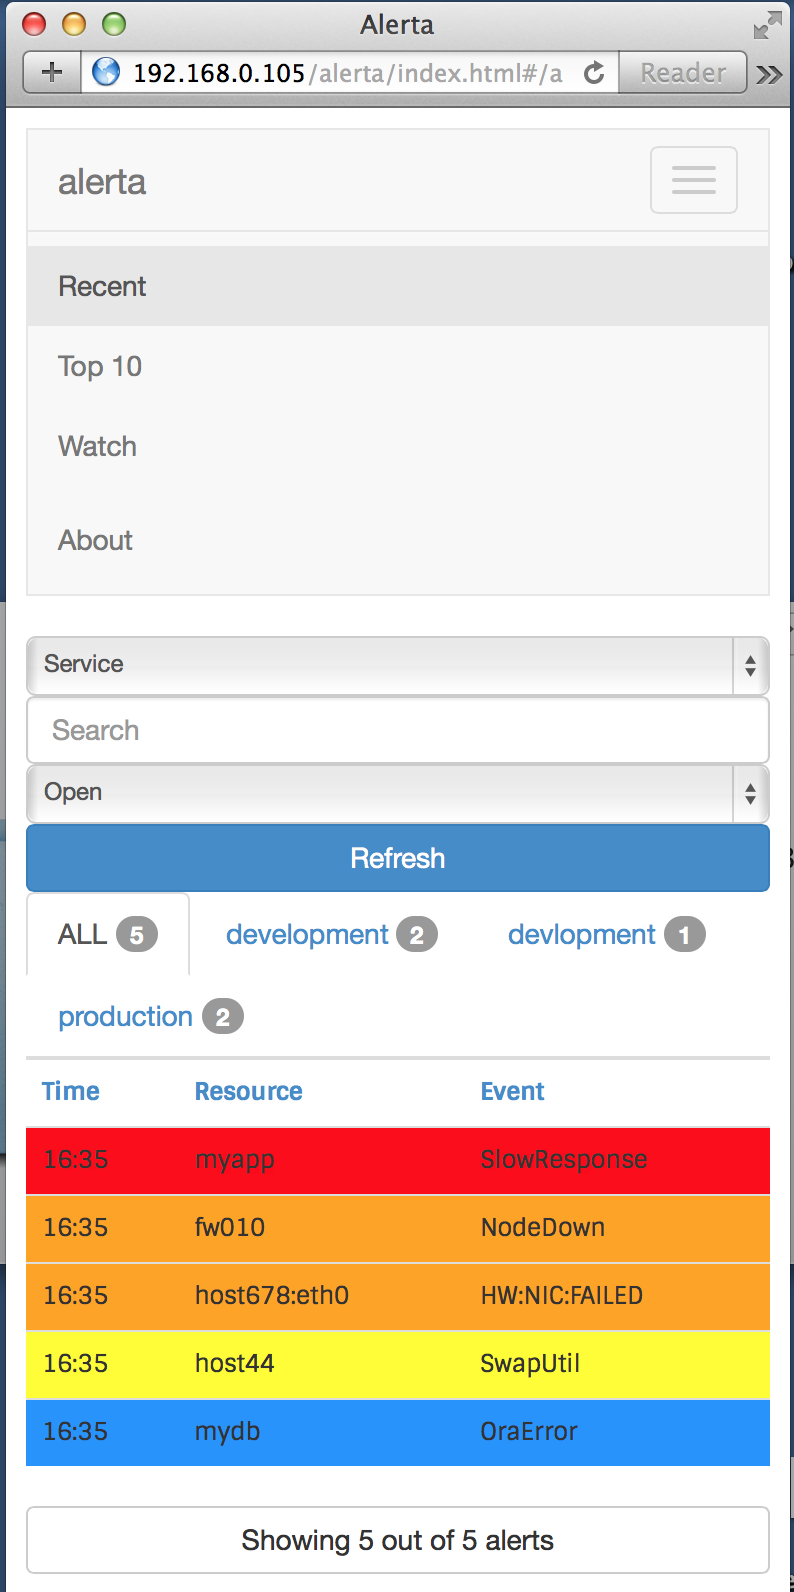 Alerta
192.168.0.105/alerta/index.html#/a Reader
alerta
Recent
Top 10
Watch
About
Service
Search
Open
Refresh
ALL 5 development 2 devlopment 1
production 2
Time Resource Event
16:35 myapp SlowResponse
16:35 fw010 NodeDown
16:35 host678:eth0 HW:NIC:FAILED
16:35 host44 SwapUtil
16:35 mydb OraError
Showing 5 out of 5 alerts